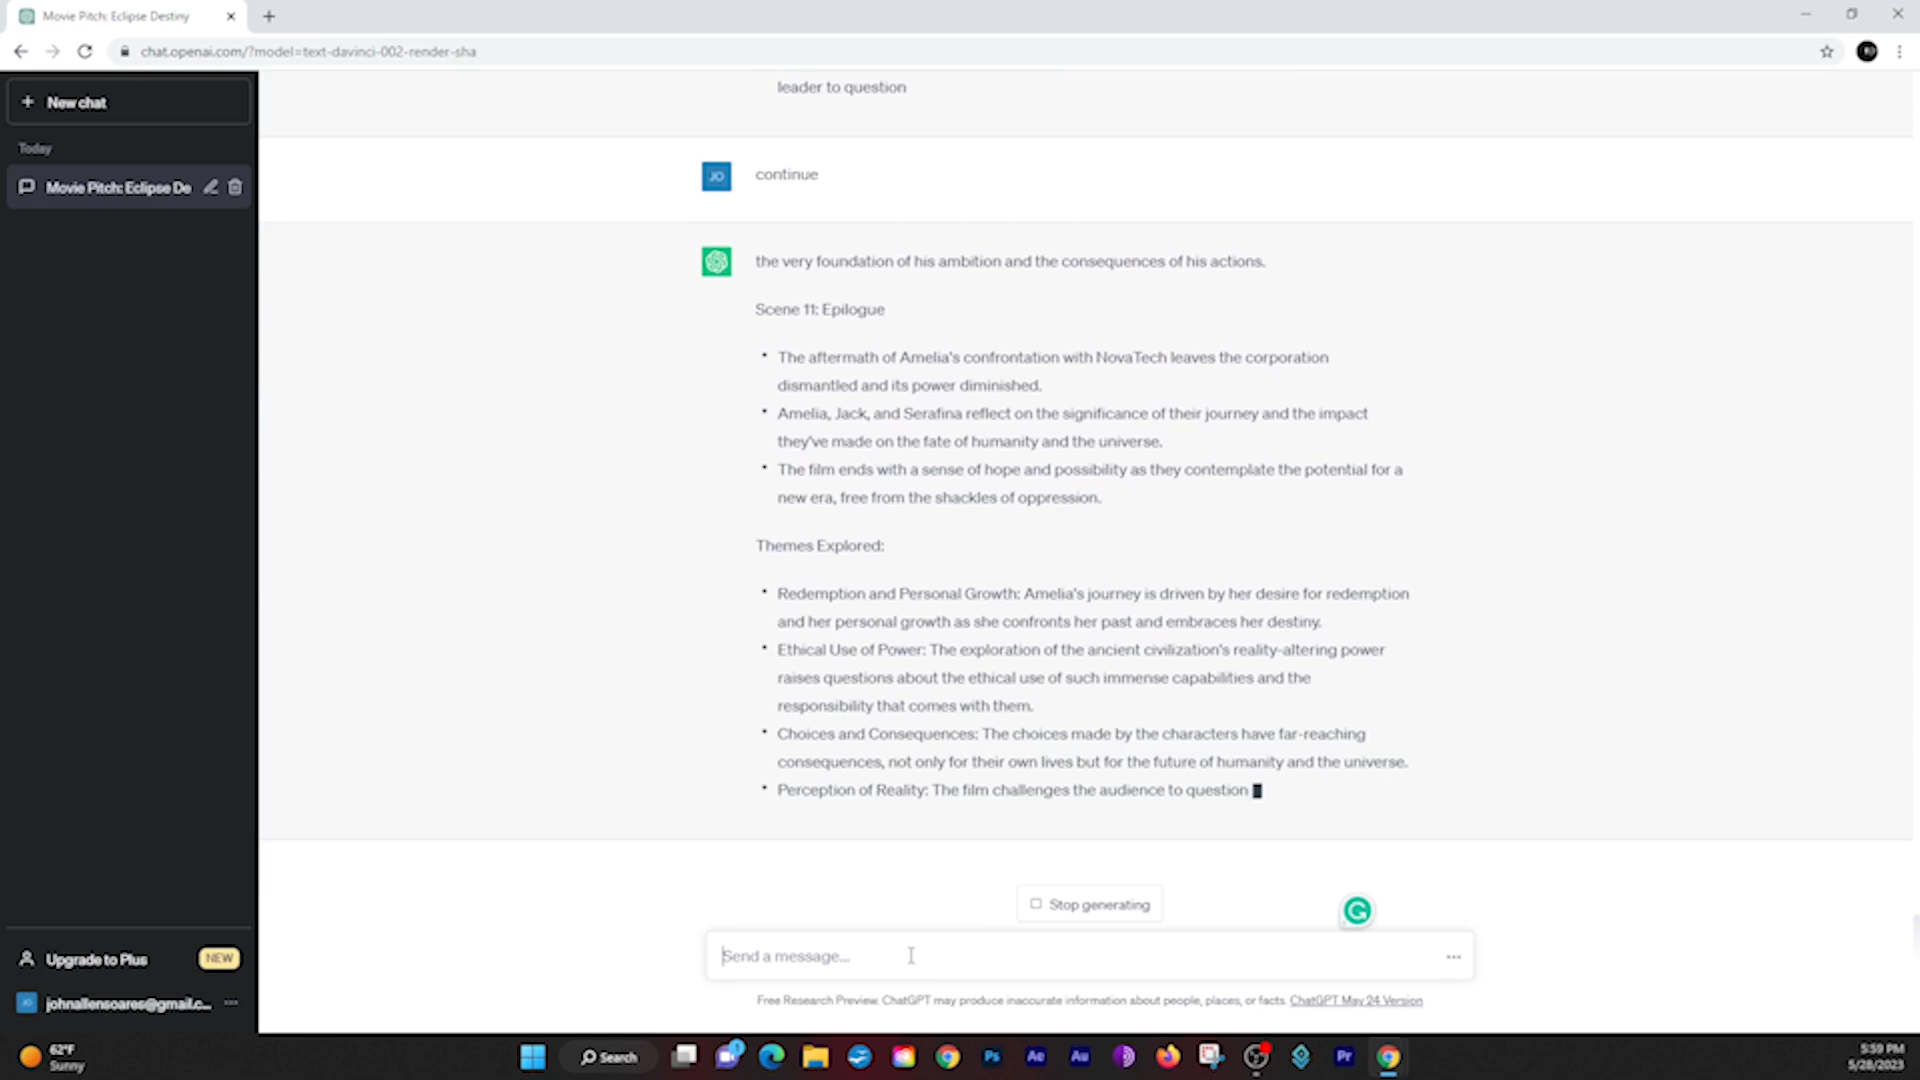 Movie Pitch: Eclipse Destiny
chat.openai.com/?model=text-davinci-002-render-sha
New chat
Today
Movie Pitch: Eclipse De
leader to question
JO
continue
the very foundation of his ambition and the consequences of his actions.
Scene 11: Epilogue
• The aftermath of Amelia's confrontation with NovaTech leaves the corporation
dismantled and its power diminished.
• Amelia, Jack, and Serafina reflect on the significance of their journey and the impact
they've made on the fate of humanity and the universe.
• The film ends with a sense of hope and possibility as they contemplate the potential for a
new era, free from the shackles of oppression.
Themes Explored:
• Redemption and Personal Growth: Amelia's journey is driven by her desire for redemption
and her personal growth as she confronts her past and embraces her destiny.
• Ethical Use of Power: The exploration of the ancient civilization's reality-altering power
raises questions about the ethical use of such immense capabilities and the
responsibility that comes with them.
• Choices and Consequences: The choices made by the characters have far-reaching
consequences, not only for their own lives but for the future of humanity and the universe.
• Perception of Reality: The film challenges the audience to question
Stop generating
Send a message...
Free Research Preview. ChatGPT may produce inaccurate information about people, places, or facts. ChatGPT May 24 Version
Upgrade to Plus
NEW
johnallensoares@gmail.c...
62°F
Sunny
Search
Ps
Ae
Au
Pr
5:59 PM
5/28/2023